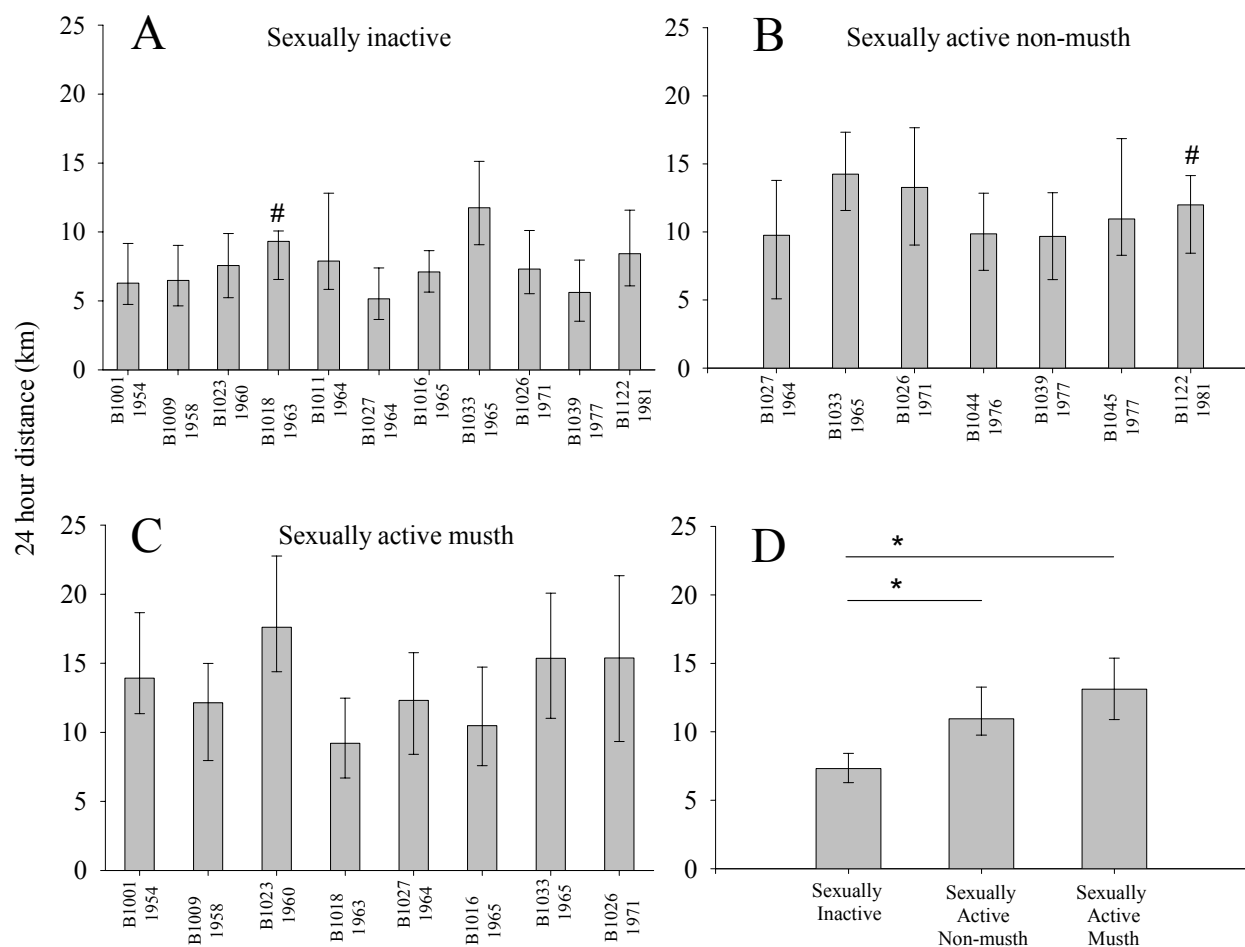 24 hour distance (km)
A
Sexually inactive
25
20
15
10
5
0
#
B1001
1954
B1009
1958
B1023
1960
B1018
1963
B1011
1964
B1027
1964
B1016
1965
B1033
1965
B1026
1971
B1039
1977
B1122
1981
B
Sexually active non-musth
25
20
15
10
5
0
#
B1027
1964
B1033
1965
B1026
1971
B1044
1976
B1039
1977
B1045
1977
B1122
1981
C
Sexually active musth
25
20
15
10
5
0
B1001
1954
B1009
1958
B1023
1960
B1018
1963
B1027
1964
B1016
1965
B1033
1965
B1026
1971
D
25
20
15
10
5
0
*
*
Sexually
Inactive
Sexually
Active
Non-musth
Sexually
Active
Musth